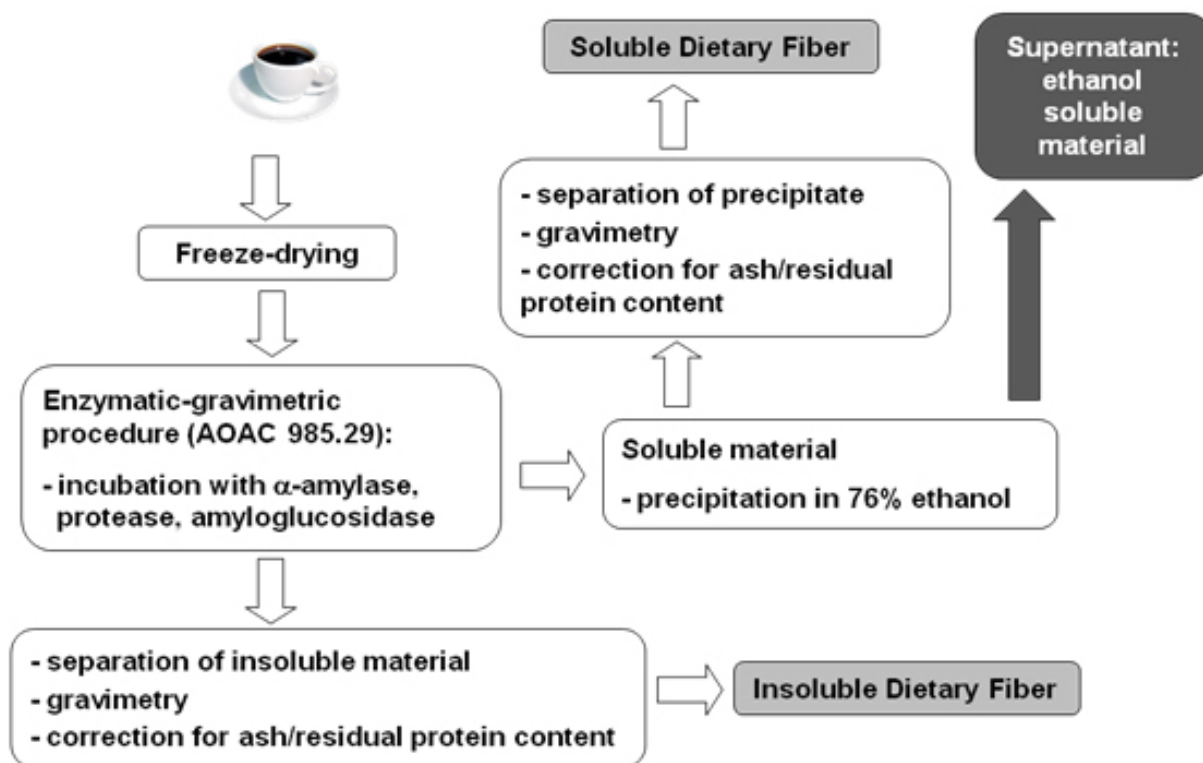 Soluble Dietary Fiber
Supernatant:
ethanol
soluble
material
- separation of precipitate
- gravimetry
- correction for ash/residual
protein content
Freeze-drying
Enzymatic-gravimetric
procedure (AOAC 985.29):
- incubation with α-amylase,
protease, amyloglucosidase
Soluble material
- precipitation in 76% ethanol
- separation of insoluble material
- gravimetry
- correction for ash/residual protein content
Insoluble Dietary Fiber